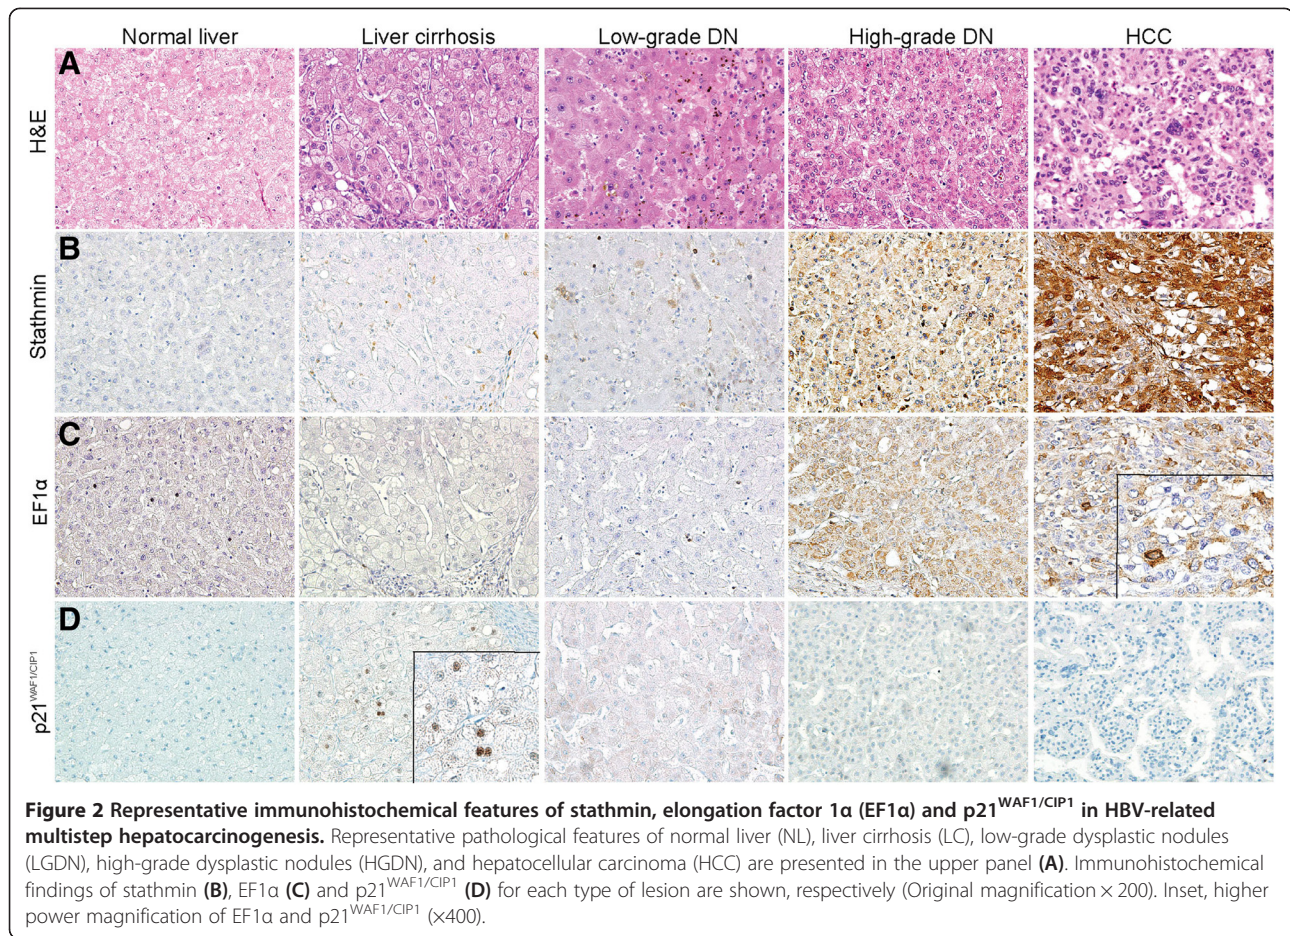 Normal liver Liver cirrhosis Low-grade DN High-grade DN HCC
A
H&E
B
Stathmin
C
EF1α
D
p21WAF1/CIP1
Figure 2 Representative immunohistochemical features of stathmin, elongation factor 1α (EF1α) and p21WAF1/CIP1 in HBV-related
multistep hepatocarcinogenesis. Representative pathological features of normal liver (NL), liver cirrhosis (LC), low-grade dysplastic nodules
(LGDN), high-grade dysplastic nodules (HGDN), and hepatocellular carcinoma (HCC) are presented in the upper panel (A). Immunohistochemical
findings of stathmin (B), EF1α (C) and p21WAF1/CIP1 (D) for each type of lesion are shown, respectively (Original magnification × 200). Inset, higher
power magnification of EF1α and p21WAF1/CIP1 (×400).